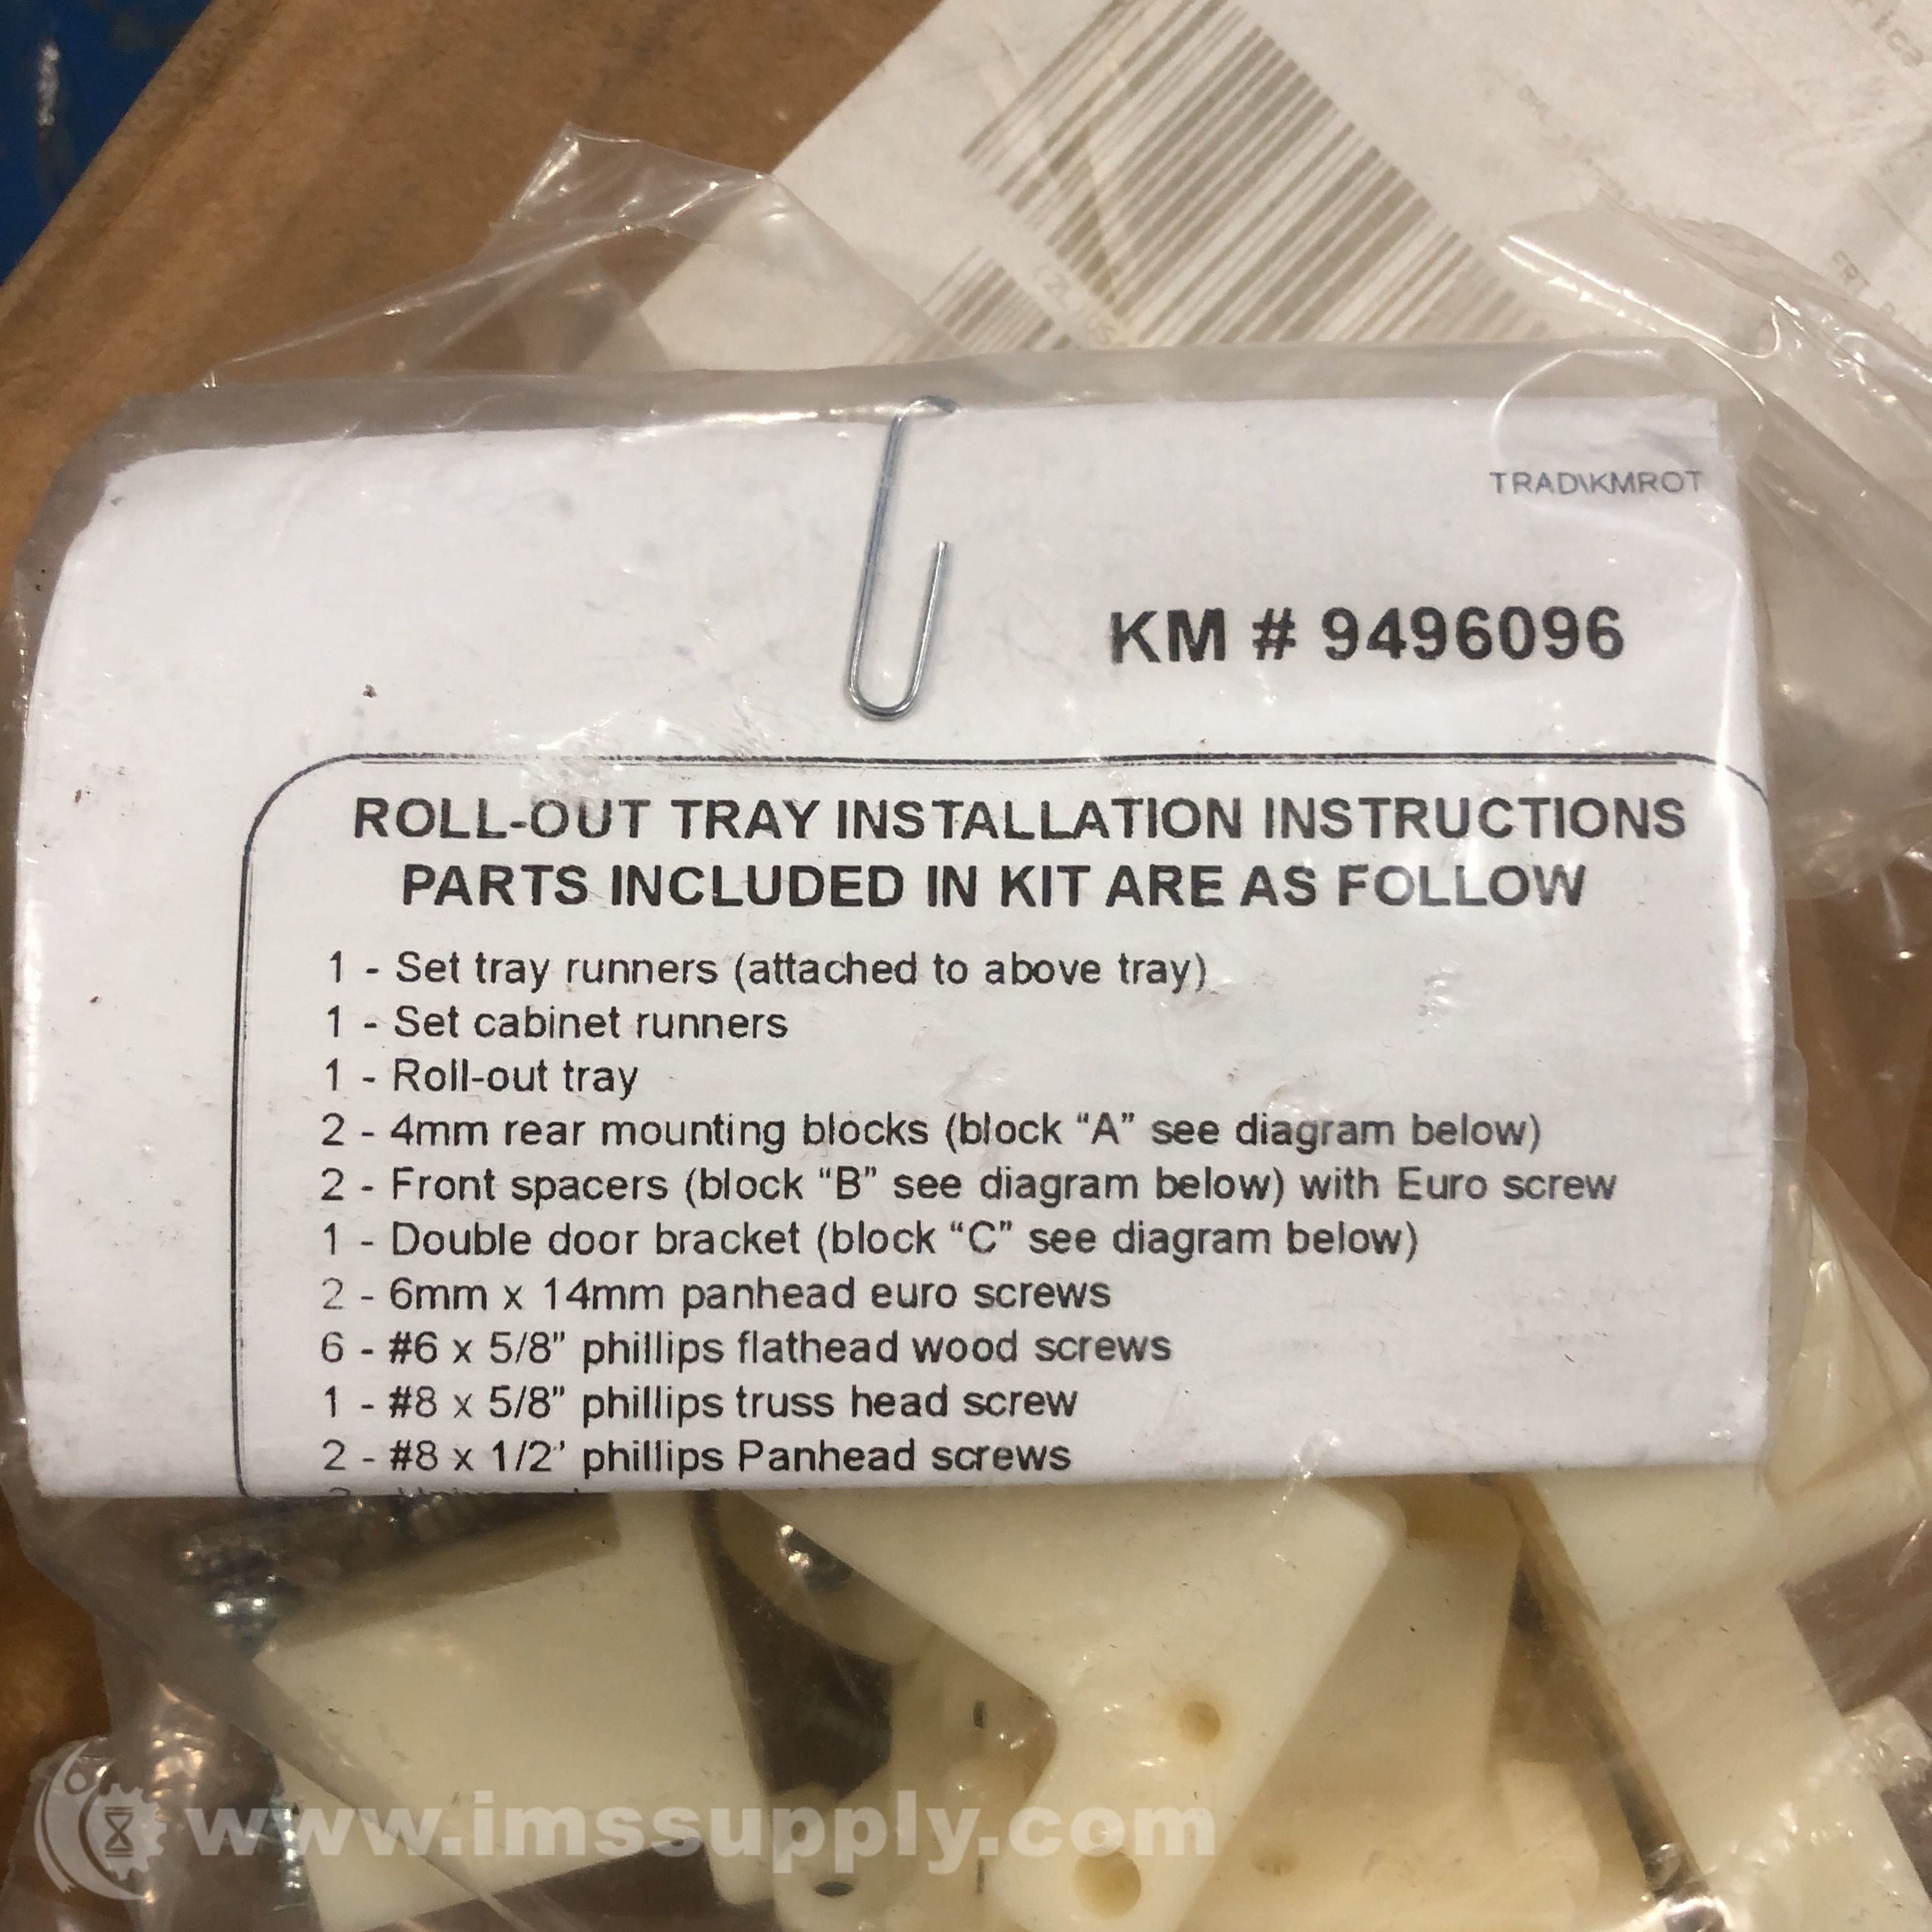 TRAD\KMROT
KM # 9496096
ROLL-OUT TRAY INSTALLATION INSTRUCTIONS
PARTS INCLUDED IN KIT ARE AS FOLLOW
1 - Set tray runners (attached to above tray)
1 - Set cabinet runners
1 - Roll-out tray
2 - 4mm rear mounting blocks (block “A” see diagram below)
2 - Front spacers (block “B” see diagram below) with Euro screw
1 - Double door bracket (block “C” see diagram below)
2 - 6mm x 14mm panhead euro screws
6 - #6 x 5/8” phillips flathead wood screws
1 - #8 x 5/8” phillips truss head screw
2 - #8 x 1/2’ phillips Panhead screws
www.imssupply.com